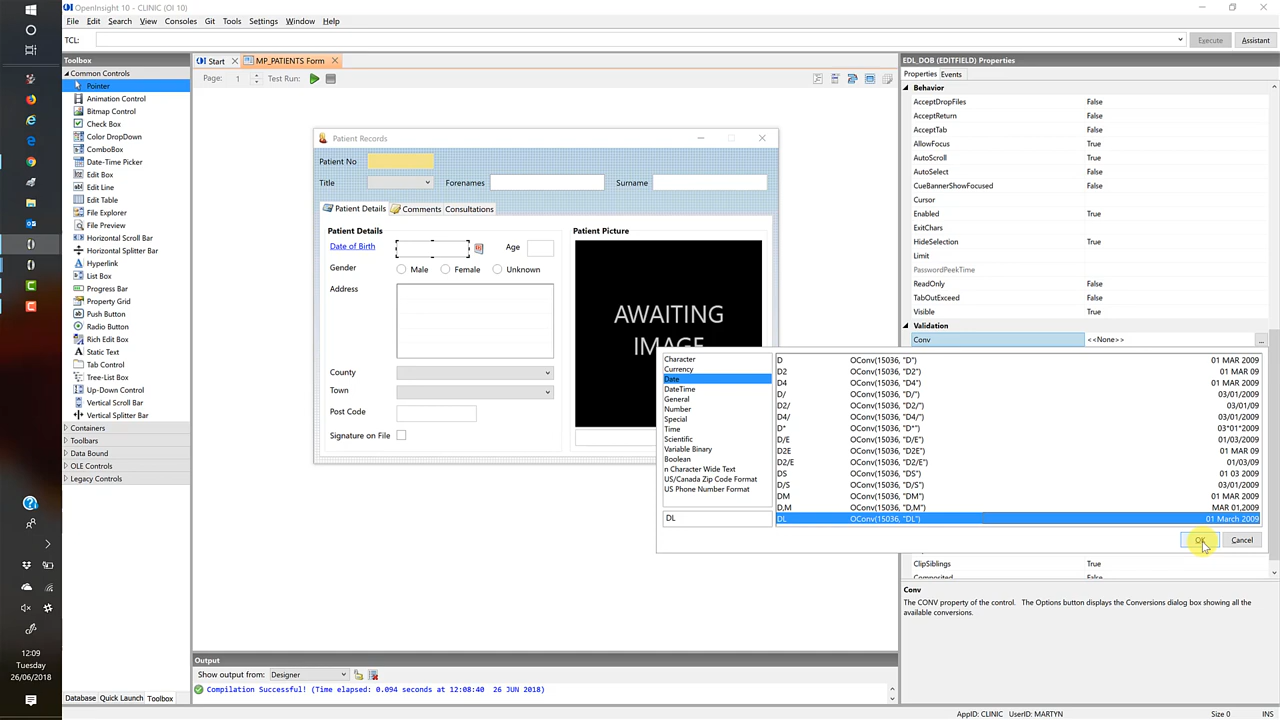 OpenInsight 10 - CLINIC (OI 10)
File Edit Search View Consoles Git Tools Settings Window Help
TCL: Execute Assistant
Toolbox
Common Controls
Pointer
Animation Control
Bitmap Control
Check Box
Color DropDown
ComboBox
Date-Time Picker
Edit Box
Edit Line
Edit Table
File Explorer
File Preview
Horizontal Scroll Bar
Horizontal Splitter Bar
Hyperlink
List Box
Progress Bar
Property Grid
Push Button
Radio Button
Rich Edit Box
Static Text
Tab Control
Tree-List Box
Up-Down Control
Vertical Scroll Bar
Vertical Splitter Bar
Containers
Toolbars
Data Bound
OLE Controls
Legacy Controls
Database Quick Launch Toolbox
OI Start MP_PATIENTS Form
Page: 1 Test Run:
Patient Records
Patient No
Title Forenames Surname
Patient Details Comments Consultations
Patient Details
Date of Birth Age
Gender Male Female Unknown
Address
County
Town
Post Code
Signature on File
Patient Picture
AWAITING
IMAGE
EDL_DOB (EDITFIELD) Properties
Properties Events
Behavior
AcceptDropFiles False
AcceptReturn False
AcceptTab False
AllowFocus True
AutoScroll True
AutoSelect True
CueBannerShowFocused False
Cursor
Enabled True
ExitChars
HideSelection True
Limit
PasswordPeekTime
ReadOnly False
TabOutExceed False
Visible True
Validation
Conv <<None>> ...
Character
Currency
Date
DateTime
General
Number
Special
Time
Scientific
Variable Binary
Boolean
n Character Wide Text
US/Canada Zip Code Format
US Phone Number Format
DL
D OConv(15036, "D") 01 MAR 2009
D2 OConv(15036, "D2") 01 MAR 09
D4 OConv(15036, "D4") 01 MAR 2009
D/ OConv(15036, "D/") 03/01/2009
D2/ OConv(15036, "D2/") 03/01/09
D4/ OConv(15036, "D4/") 03/01/2009
D* OConv(15036, "D*") 03*01*2009
D/E OConv(15036, "D/E") 01/03/2009
D2E OConv(15036, "D2E") 01 MAR 09
D2/E OConv(15036, "D2/E") 01/03/09
DS OConv(15036, "DS") 01 03 2009
D/S OConv(15036, "D/S") 03/01/2009
DM OConv(15036, "DM") 01 MAR 2009
D,M OConv(15036, "D,M") MAR 01,2009
DL OConv(15036, "DL") 01 March 2009
OK Cancel
ClipSiblings True
Composited False
Conv
The CONV property of the control. The Options button displays the Conversions dialog box showing all the
available conversions.
Output
Show output from: Designer
Compilation Successful! (Time elapsed: 0.094 seconds at 12:08:40 26 JUN 2018)
AppID: CLINIC UserID: MARTYN Size 0 INS
12:09
Tuesday
26/06/2018